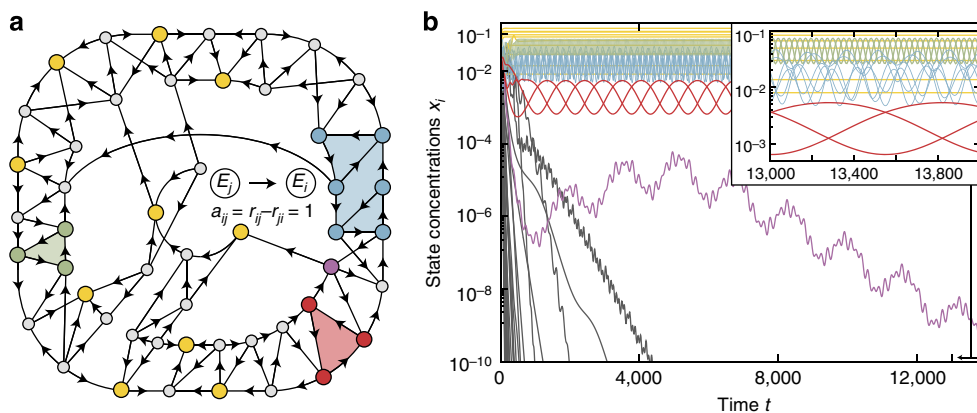 a
E_j → E_i
a_ij = r_ij – r_ji = 1
b
State concentrations x_i
10⁻¹
10⁻²
10⁻⁴
10⁻⁶
10⁻⁸
10⁻¹⁰
0
4,000
8,000
12,000
Time t
10⁻¹
10⁻²
10⁻³
13,000
13,400
13,800